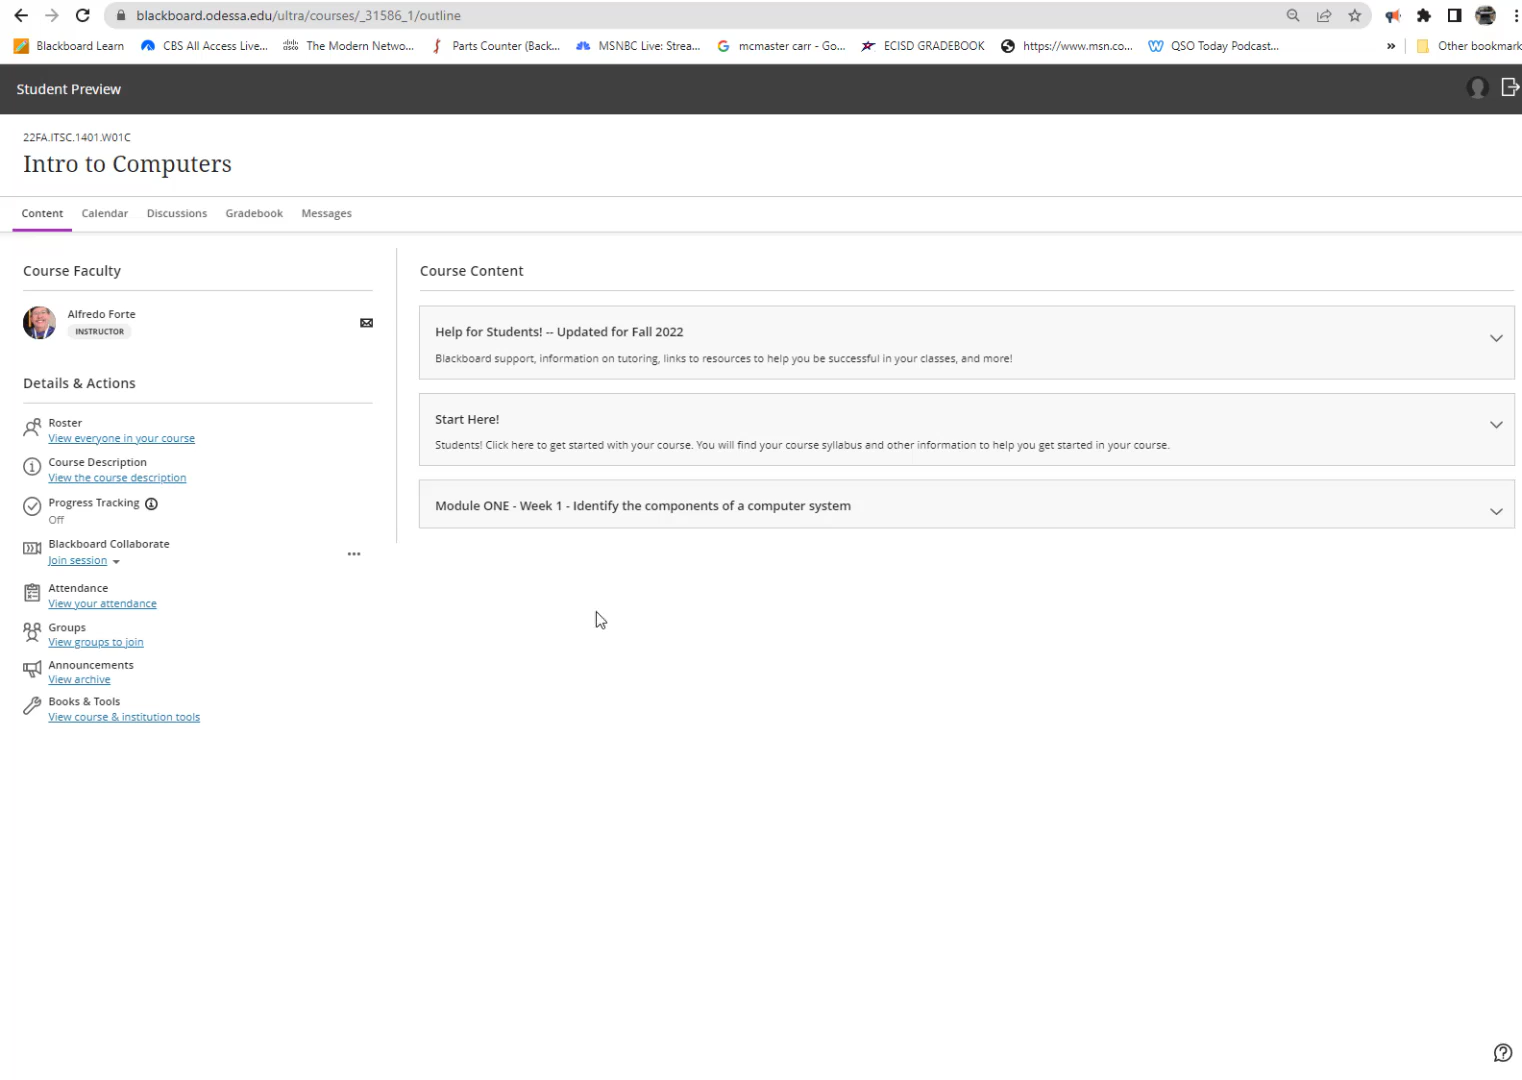 blackboard.odessa.edu/ultra/courses/_31586_1/outline
Blackboard Learn
CBS All Access Live...
The Modern Netwo...
Parts Counter (Back...
MSNBC Live: Strea...
mcmaster carr - Go...
ECISD GRADEBOOK
https://www.msn.co...
QSO Today Podcast...
»
Other bookmark
Student Preview
22FA.ITSC.1401.W01C
Intro to Computers
Content
Calendar
Discussions
Gradebook
Messages
Course Faculty
Alfredo Forte
INSTRUCTOR
Details & Actions
Roster
View everyone in your course
Course Description
View the course description
Progress Tracking
Off
Blackboard Collaborate
Join session
Attendance
View your attendance
Groups
View groups to join
Announcements
View archive
Books & Tools
View course & institution tools
Course Content
Help for Students! -- Updated for Fall 2022
Blackboard support, information on tutoring, links to resources to help you be successful in your classes, and more!
Start Here!
Students! Click here to get started with your course. You will find your course syllabus and other information to help you get started in your course.
Module ONE - Week 1 - Identify the components of a computer system